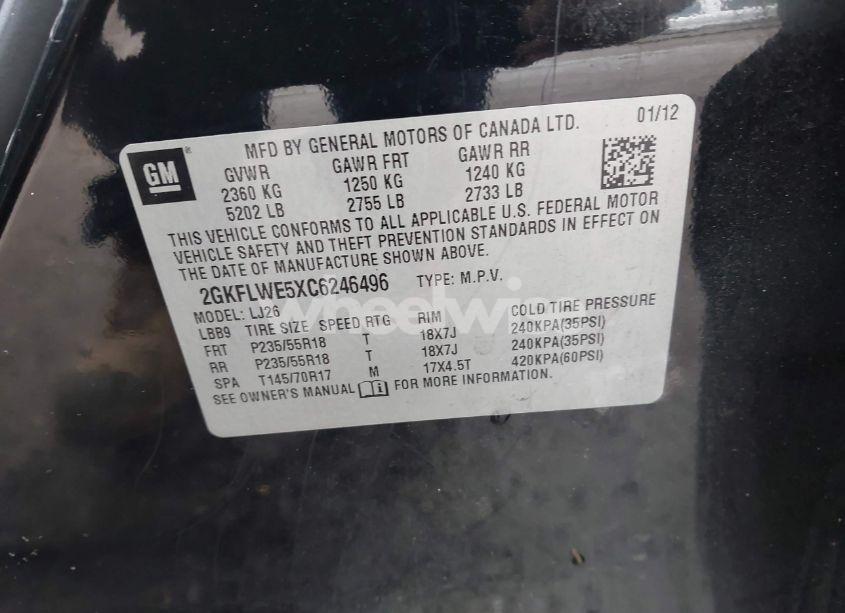 MFD BY GENERAL MOTORS OF CANADA LTD. 01/12
GM
GVWR GAWR FRT GAWR RR
2360 KG 1250 KG 1240 KG
5202 LB 2755 LB 2733 LB
THIS VEHICLE CONFORMS TO ALL APPLICABLE U.S. FEDERAL MOTOR
VEHICLE SAFETY AND THEFT PREVENTION STANDARDS IN EFFECT ON
THE DATE OF MANUFACTURE SHOWN ABOVE.
2GKFLWE5XC6246496 TYPE: M.P.V.
MODEL: LJ26
LBB9 TIRE SIZE SPEED RTG RIM COLD TIRE PRESSURE
FRT P235/55R18 T 18X7J 240KPA(35PSI)
RR P235/55R18 T 18X7J 240KPA(35PSI)
SPA T145/70R17 M 17X4.5T 420KPA(60PSI)
SEE OWNER'S MANUAL FOR MORE INFORMATION.